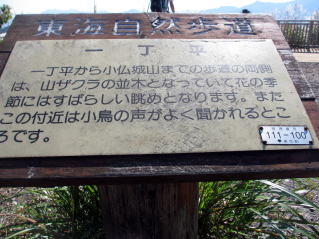 東海自然歩道
一丁平
一丁平から小仏城山までの歩道の両側
は、山ザクラの並木となっていて花の季
節にはすばらしい眺めとなります。また
この付近は小鳥の声がよく聞かれるとこ
ろです。
111-100